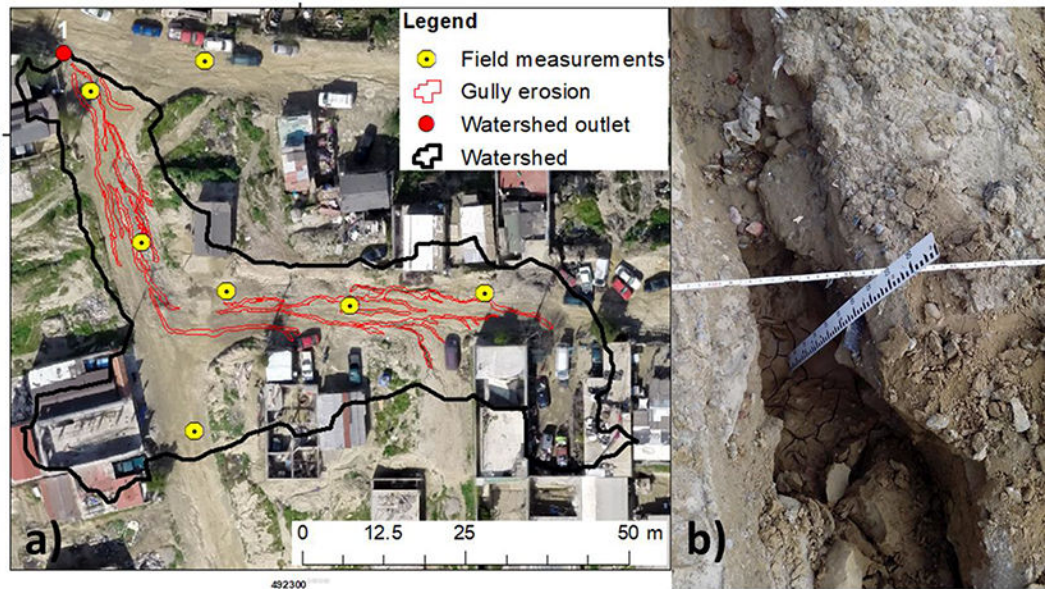 1
Legend
Field measurements
Gully erosion
Watershed outlet
Watershed
0 12.5 25 50 m
a)
b)
492300